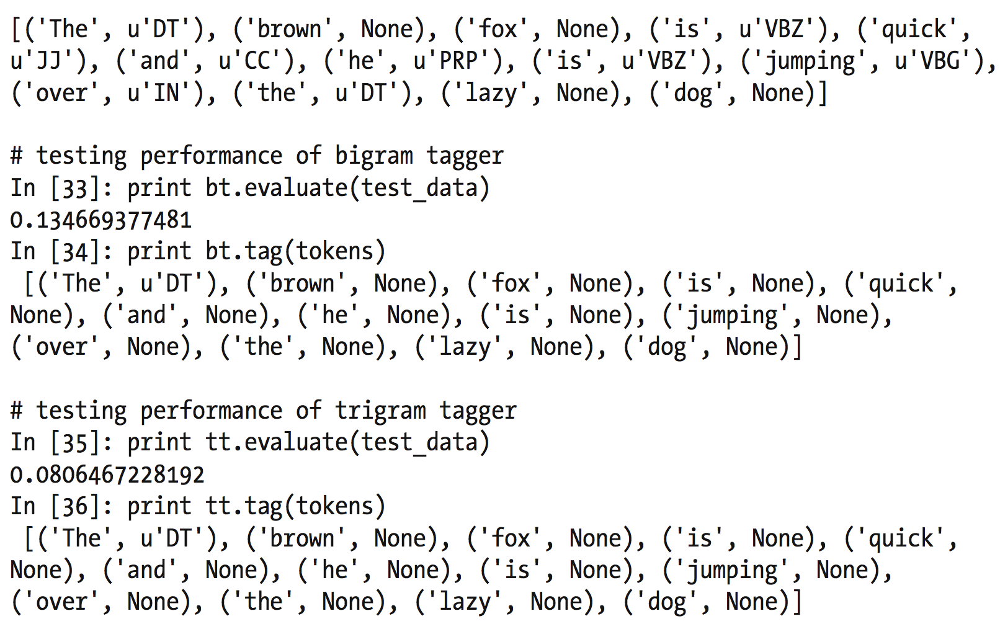 [('The', u'DT'), ('brown', None), ('fox', None), ('is', u'VBZ'), ('quick',
u'JJ'), ('and', u'CC'), ('he', u'PRP'), ('is', u'VBZ'), ('jumping', u'VBG'),
('over', u'IN'), ('the', u'DT'), ('lazy', None), ('dog', None)]
# testing performance of bigram tagger
In [33]: print bt.evaluate(test_data)
0.134669377481
In [34]: print bt.tag(tokens)
[('The', u'DT'), ('brown', None), ('fox', None), ('is', None), ('quick',
None), ('and', None), ('he', None), ('is', None), ('jumping', None),
('over', None), ('the', None), ('lazy', None), ('dog', None)]
# testing performance of trigram tagger
In [35]: print tt.evaluate(test_data)
0.0806467228192
In [36]: print tt.tag(tokens)
[('The', u'DT'), ('brown', None), ('fox', None), ('is', None), ('quick',
None), ('and', None), ('he', None), ('is', None), ('jumping', None),
('over', None), ('the', None), ('lazy', None), ('dog', None)]